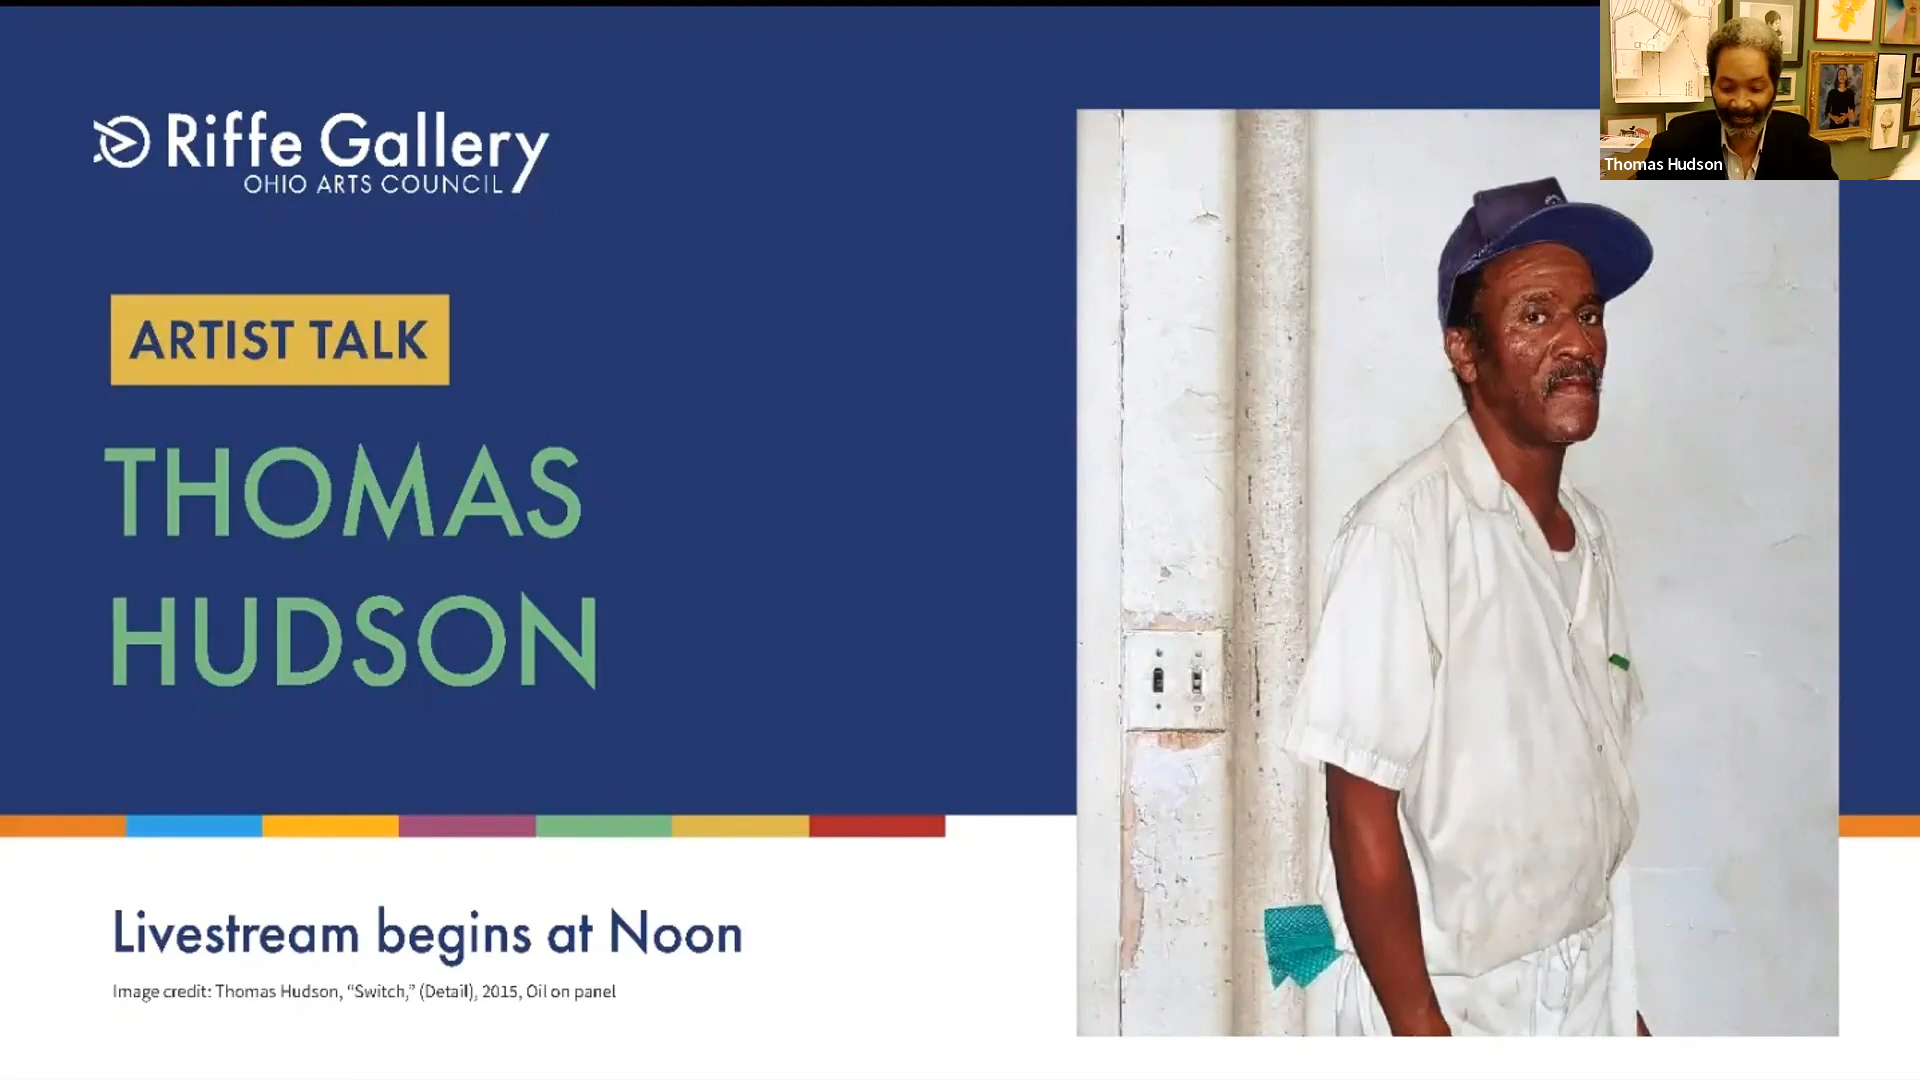 Riffe Gallery
OHIO ARTS COUNCIL
ARTIST TALK
THOMAS
HUDSON
Livestream begins at Noon
Image credit: Thomas Hudson, “Switch,” (Detail), 2015, Oil on panel
Thomas Hudson